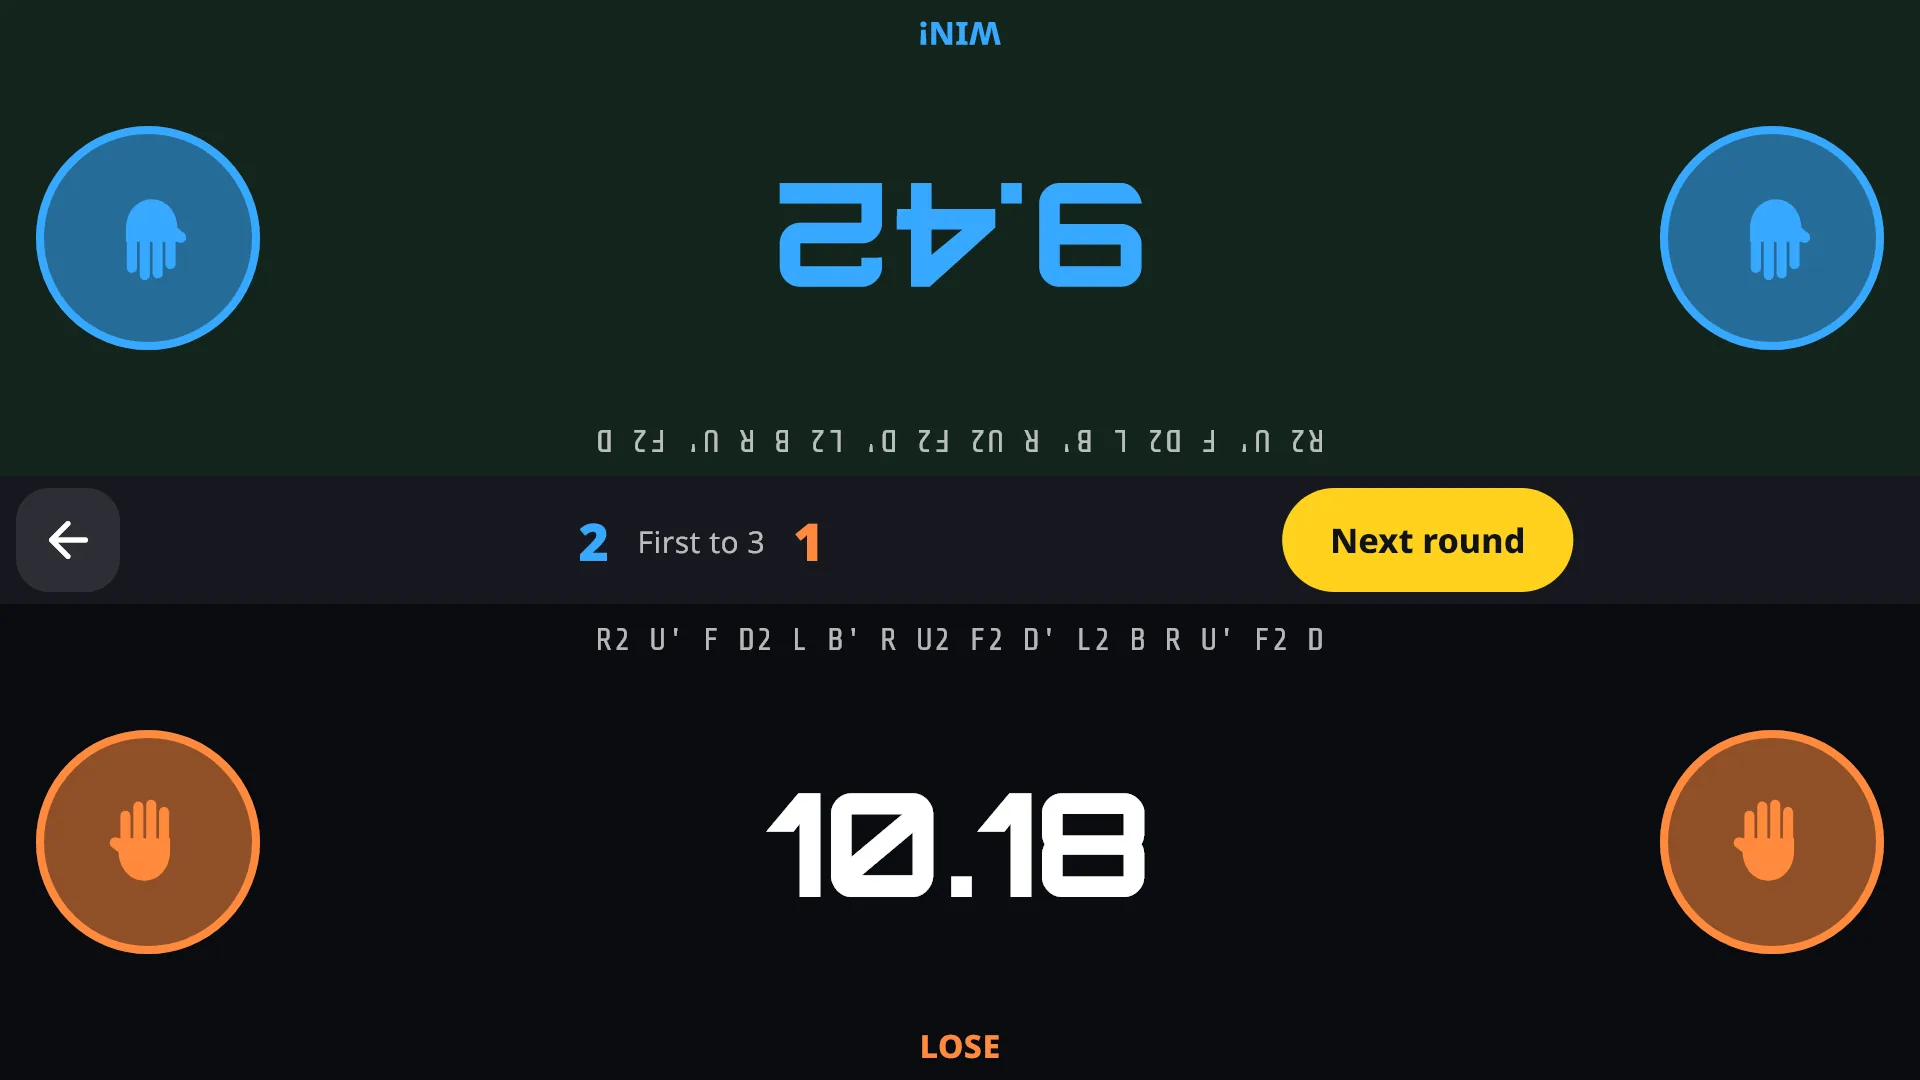 WIN!
9.42
R2 U' F D2 L B' R U2 F2 D' L2 B R U' F2 D
2 First to 3 1
Next round
R2 U' F D2 L B' R U2 F2 D' L2 B R U' F2 D
10.18
LOSE